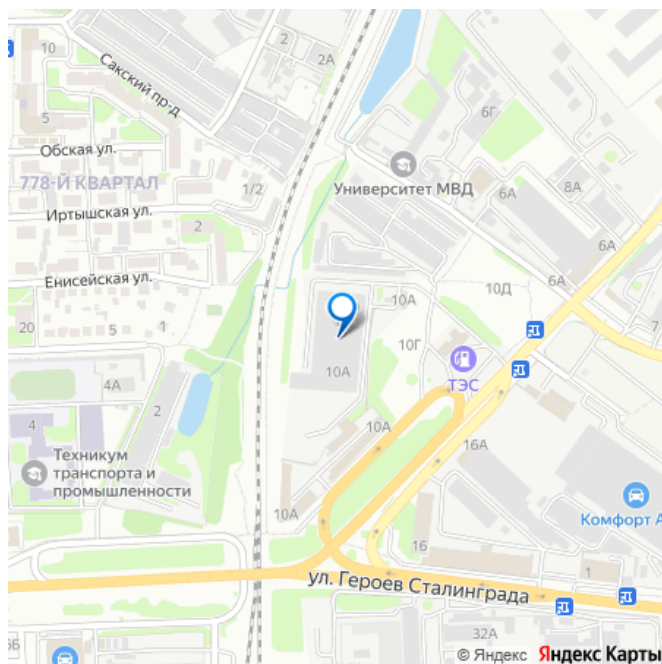 10
2
2А
Сакский пр-д
5
6Г
Обская ул.
778-Й КВАРТАЛ
1/2
Университет МВД
6А
8А
Иртышская ул.
2
6А
Енисейская ул.
10Д
6А
10А
20
5
1
10Г
10А
ТЭС
4А
2
10А
16А
4
Техникум
транспорта и
промышленности
10А
Комфорт А
16
1
ул. Героев Сталинграда
32А
© Яндекс Яндекс Карты